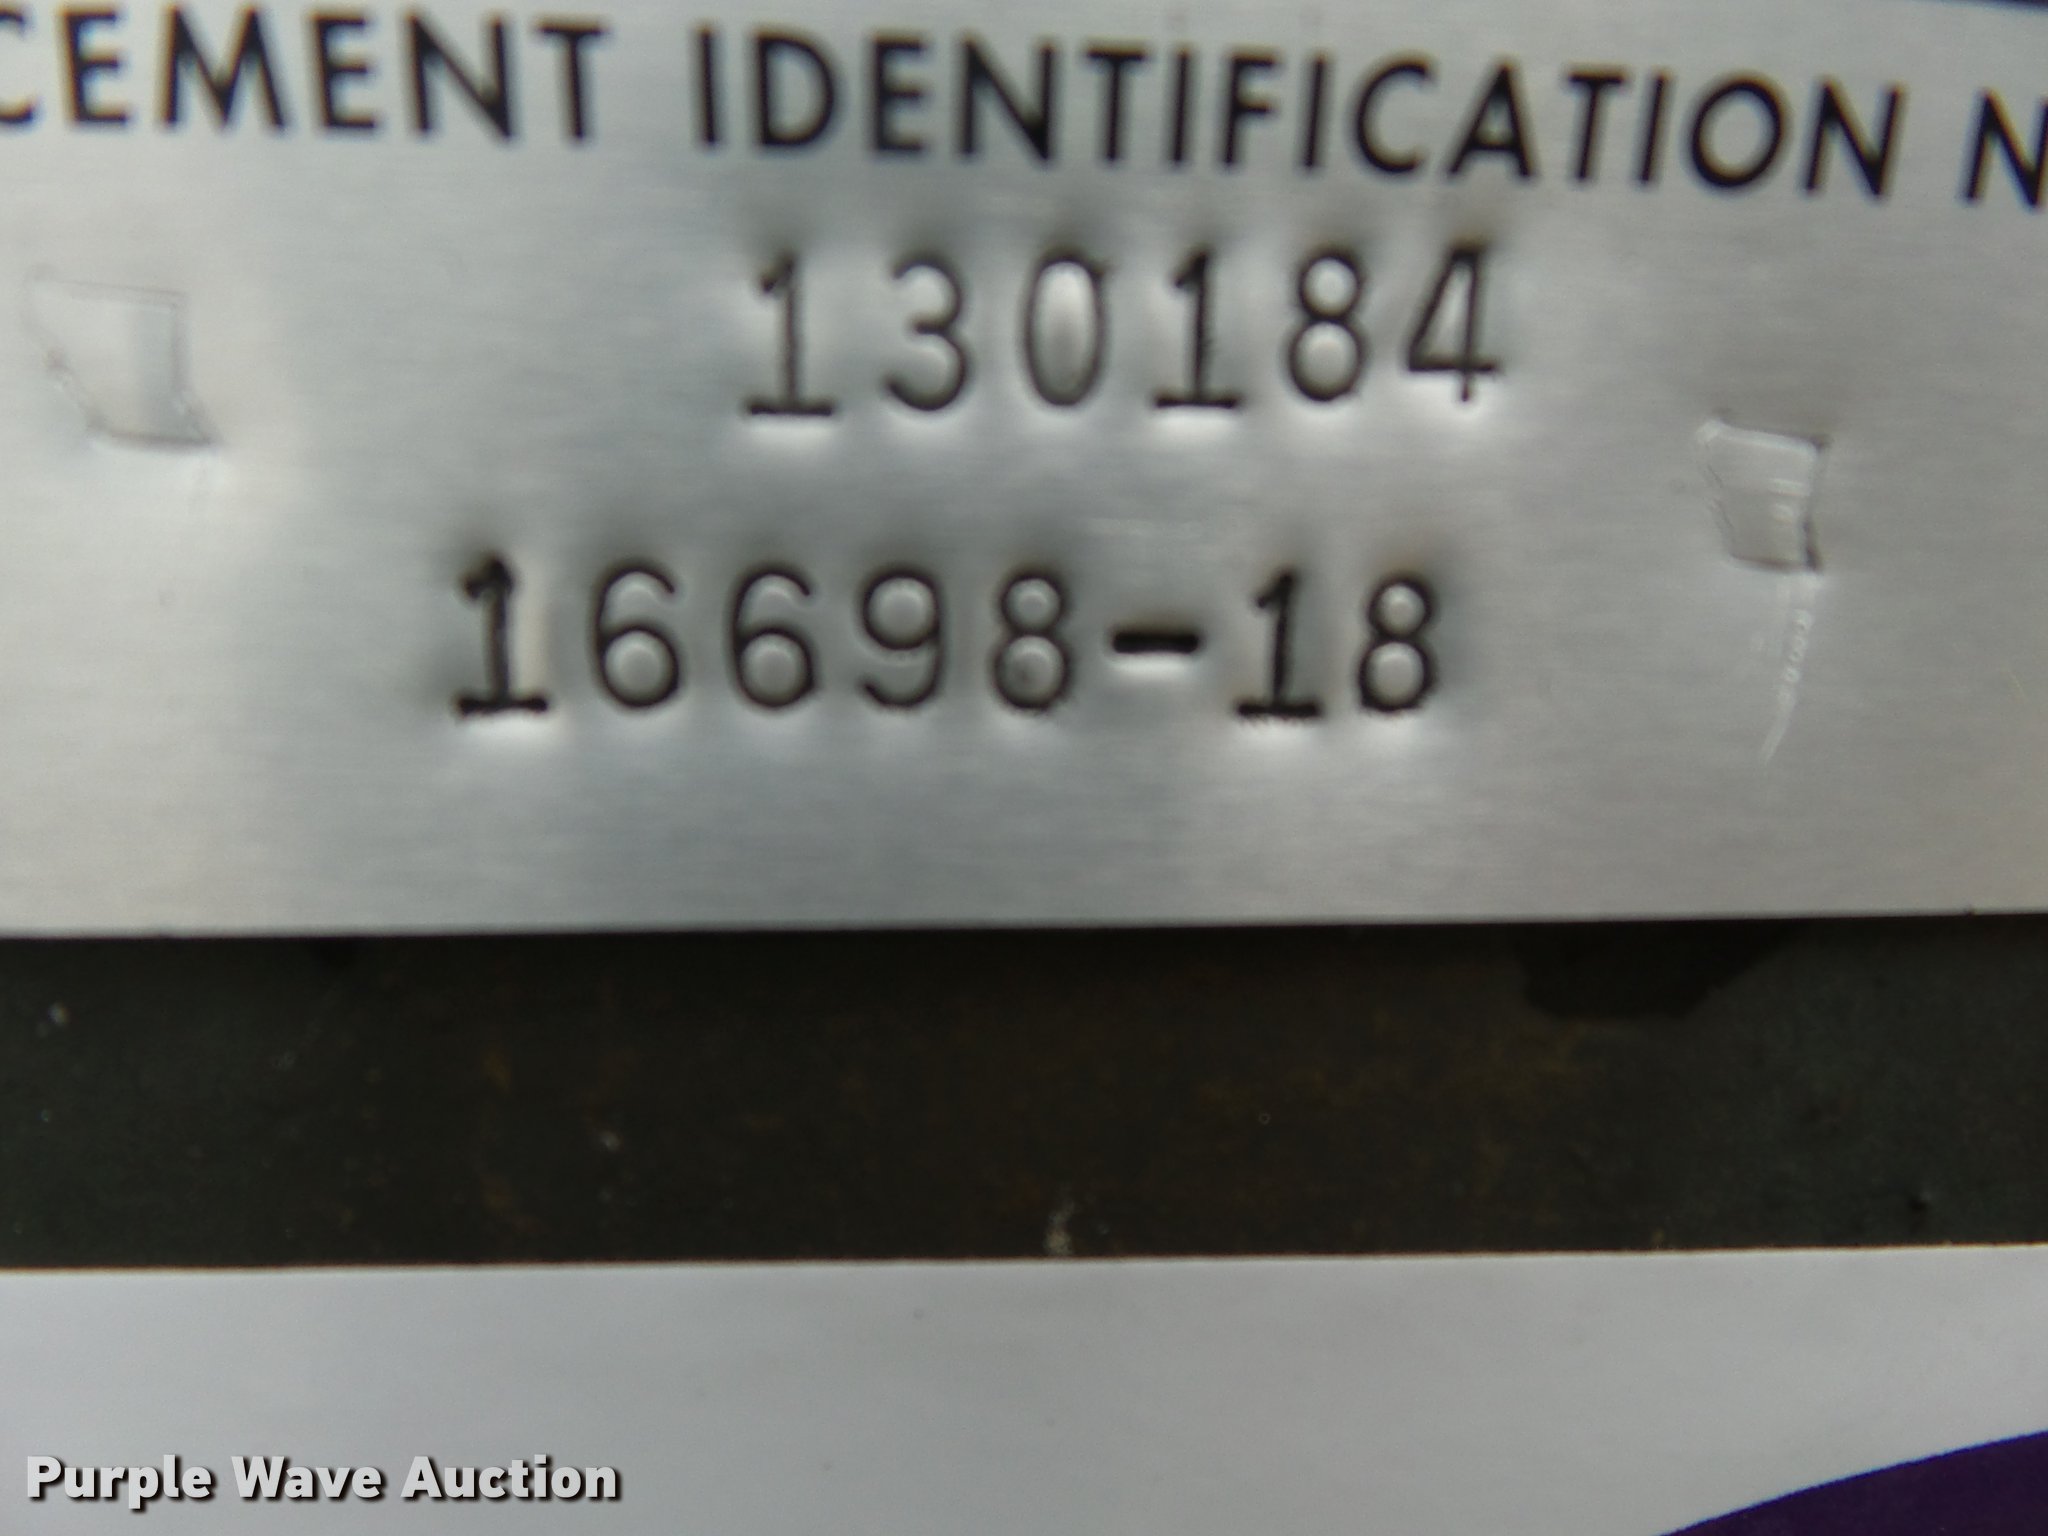 CEMENT IDENTIFICATION N
130184
16698-18
Purple Wave Auction